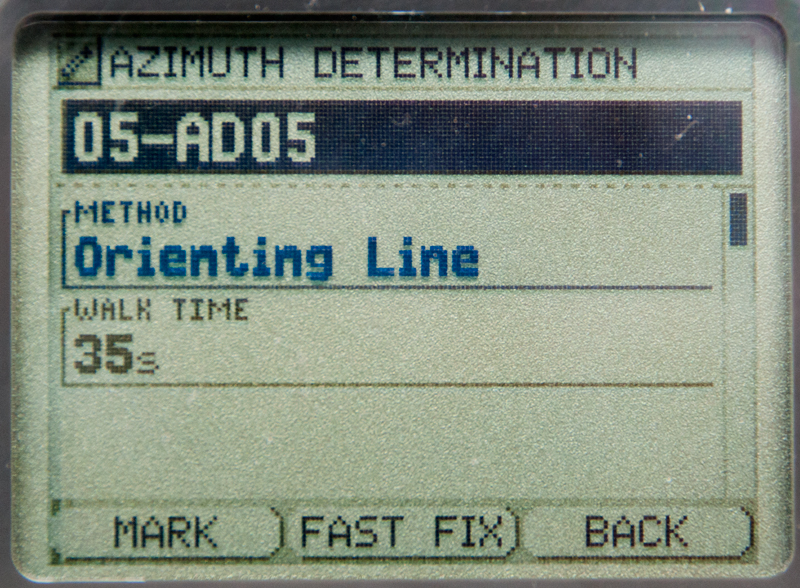 AZIMUTH DETERMINATION
05-AD05
METHOD
Orienting Line
WALK TIME
35s
MARK FAST FIX BACK